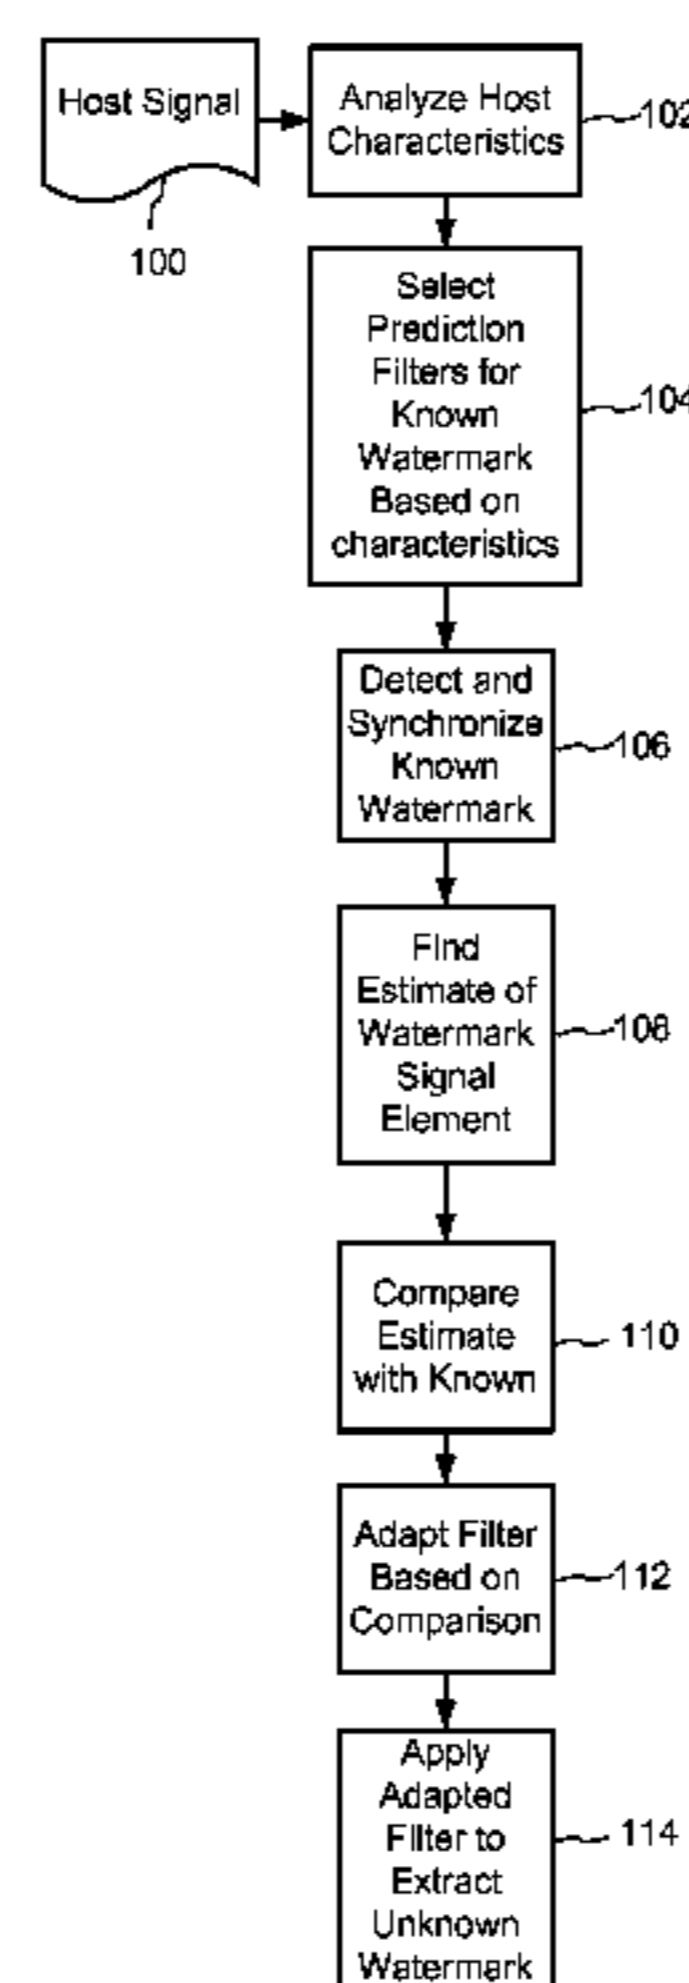 Host Signal
100
Analyze Host
Characteristics
102
Select
Prediction
Filters for
Known
Watermark
Based on
characteristics
104
Detect and
Synchronize
Known
Watermark
106
Find
Estimate of
Watermark
Signal
Element
108
Compare
Estimate
with Known
110
Adapt Filter
Based on
Comparison
112
Apply
Adapted
Filter to
Extract
Unknown
Watermark
114